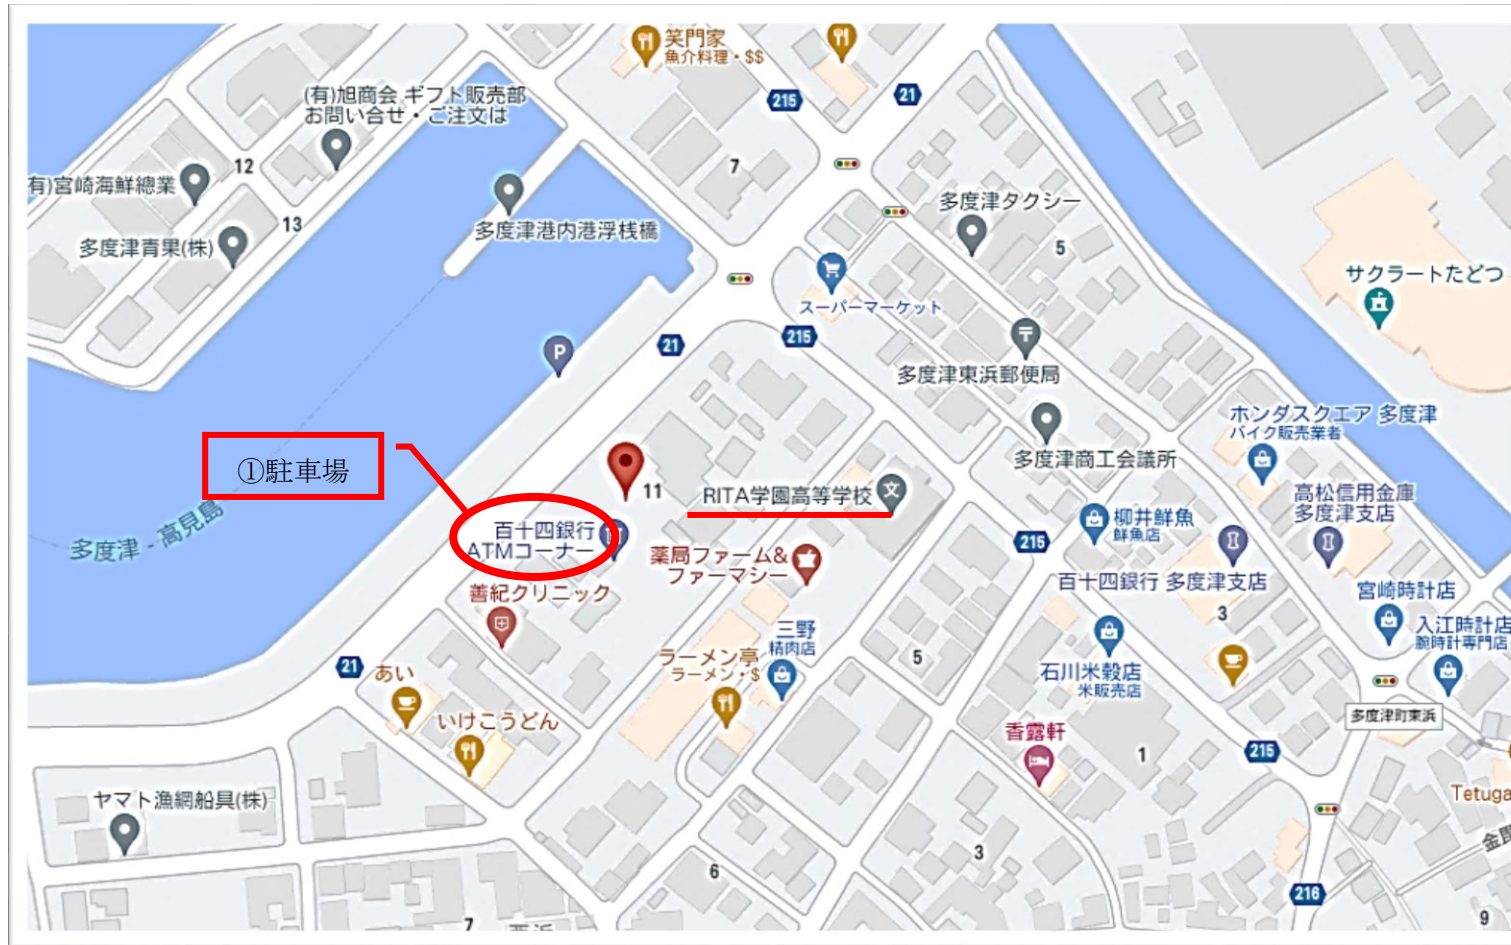 笑門家
魚介料理・$$
(有)旭商会 ギフト販売部
お問い合せ・ご注文は
215
21
12
7
有)宮崎海鮮總業
多度津タクシー
多度津港内港浮桟橋
13
5
多度津青果(株)
サクラートたどつ
スーパーマーケット
21
215
P
多度津東浜郵便局
ホンダスクエア 多度津
バイク販売業者
①駐車場
多度津商工会議所
11
RITA学園高等学校
文
高松信用金庫
多度津支店
柳井鮮魚
鮮魚店
百十四銀行
ATMコーナー
多度津 - 高見島
215
薬局ファーム&
ファーマシー
百十四銀行 多度津支店
善紀クリニック
宮崎時計店
3
三野
精肉店
入江時計店
腕時計専門店
21
あい
ラーメン亭
ラーメン・$
5
石川米穀店
米販売店
いけこうどん
多度津町東浜
香露軒
1
215
ヤマト漁網船具(株)
Tetuga
3
6
216
7
9